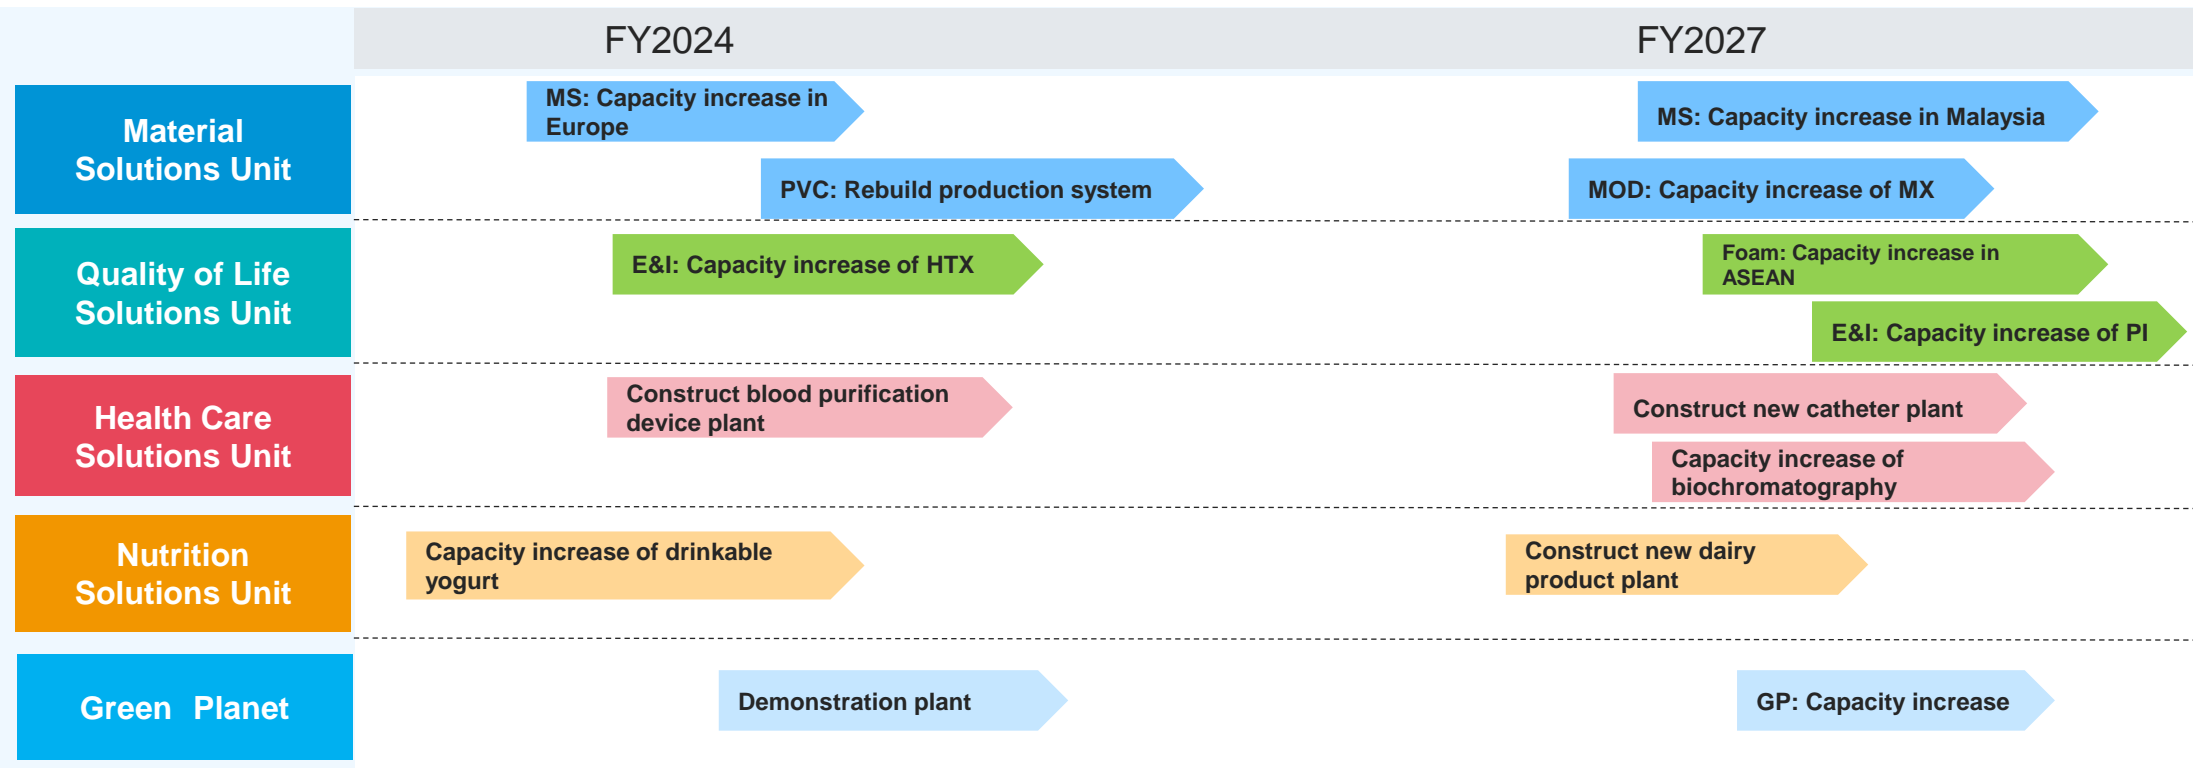 FY2024
FY2027
Material
Solutions Unit
MS: Capacity increase in
Europe
MS: Capacity increase in Malaysia
PVC: Rebuild production system
MOD: Capacity increase of MX
Quality of Life
Solutions Unit
E&I: Capacity increase of HTX
Foam: Capacity increase in
ASEAN
E&I: Capacity increase of PI
Health Care
Solutions Unit
Construct blood purification
device plant
Construct new catheter plant
Capacity increase of
biochromatography
Nutrition
Solutions Unit
Capacity increase of drinkable
yogurt
Construct new dairy
product plant
Green Planet
Demonstration plant
GP: Capacity increase